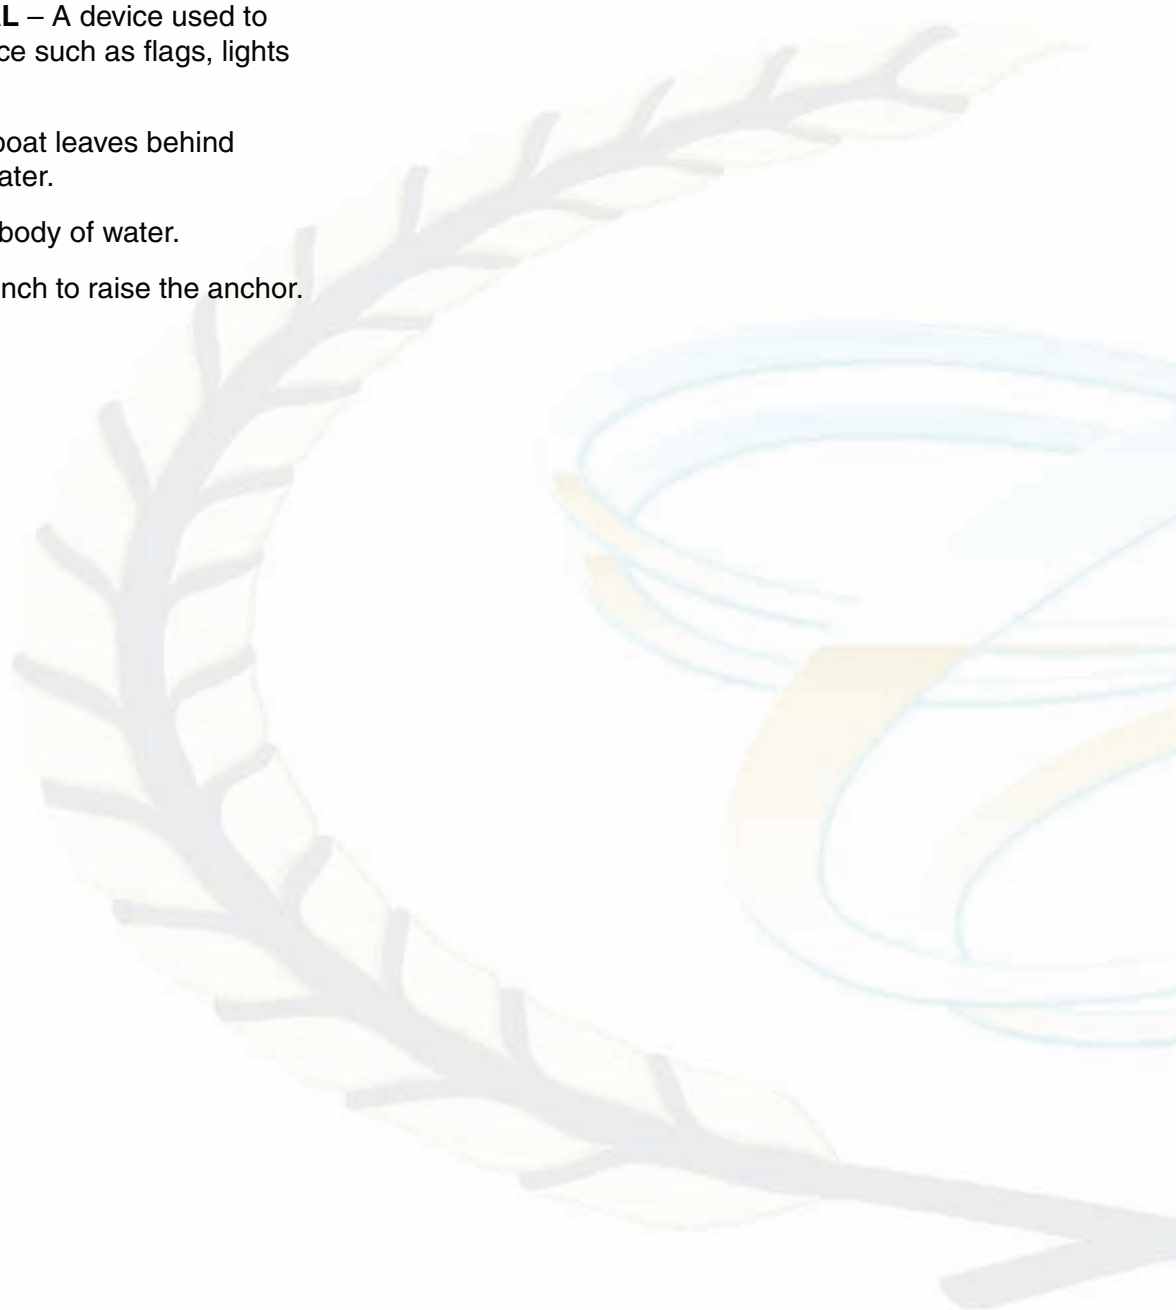 L – A device used to
ce such as flags, lights
boat leaves behind
ater.
body of water.
nch to raise the anchor.